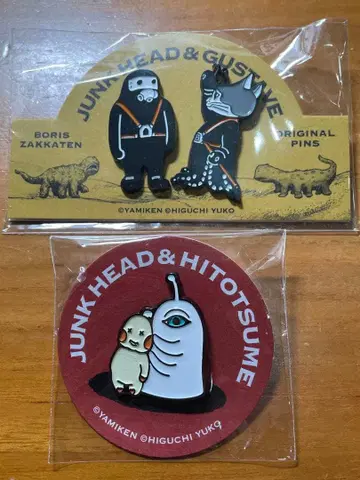 JUNK HEAD & GUSTAVE
BORIS
ZAKKATEN
ORIGINAL
PINS
©YAMIKEN ©HIGUCHI YUKO
JUNK HEAD & HITOTSUME
©YAMIKEN ©HIGUCHI YUKO